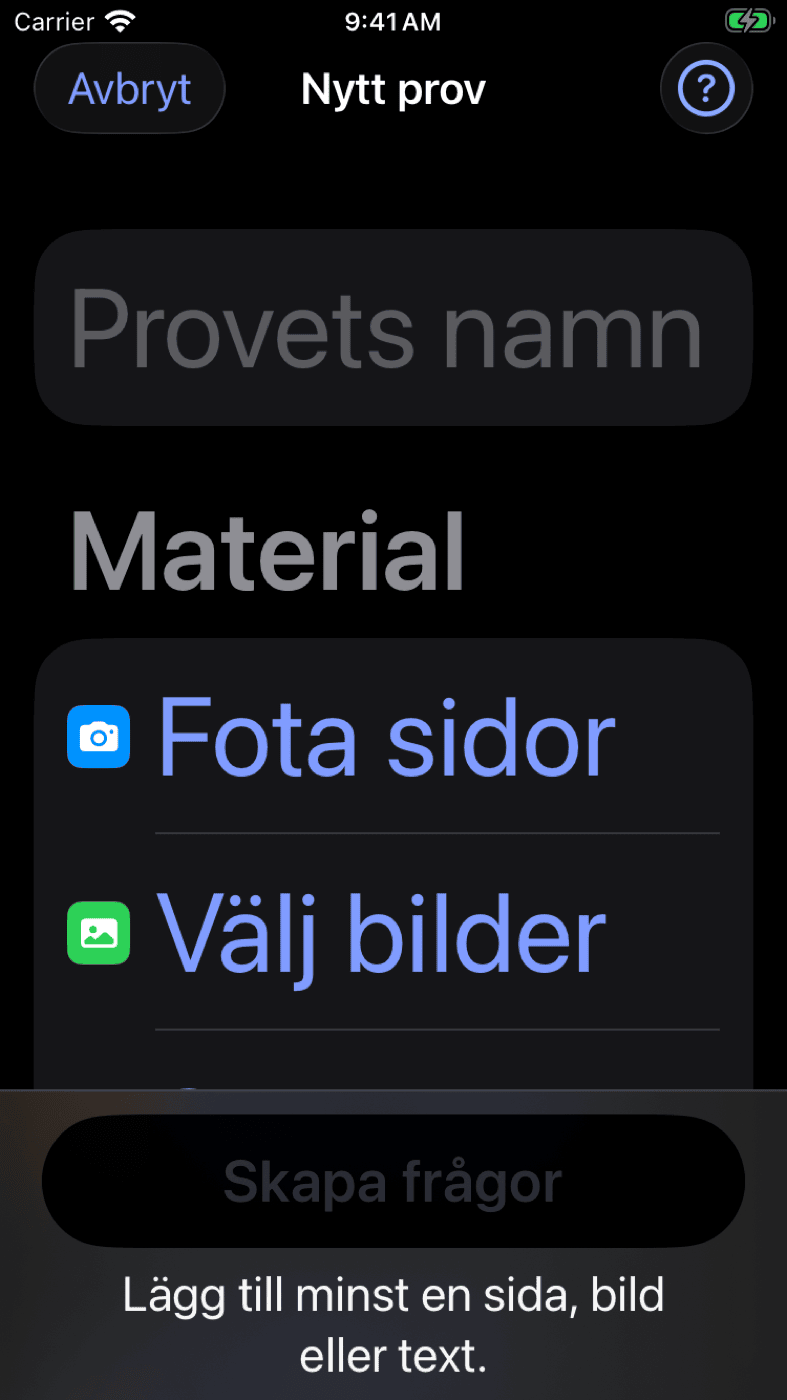 Carrier
9:41 AM
Avbryt
Nytt prov
?
Provets namn
Material
Fota sidor
Välj bilder
Skapa frågor
Lägg till minst en sida, bild
eller text.